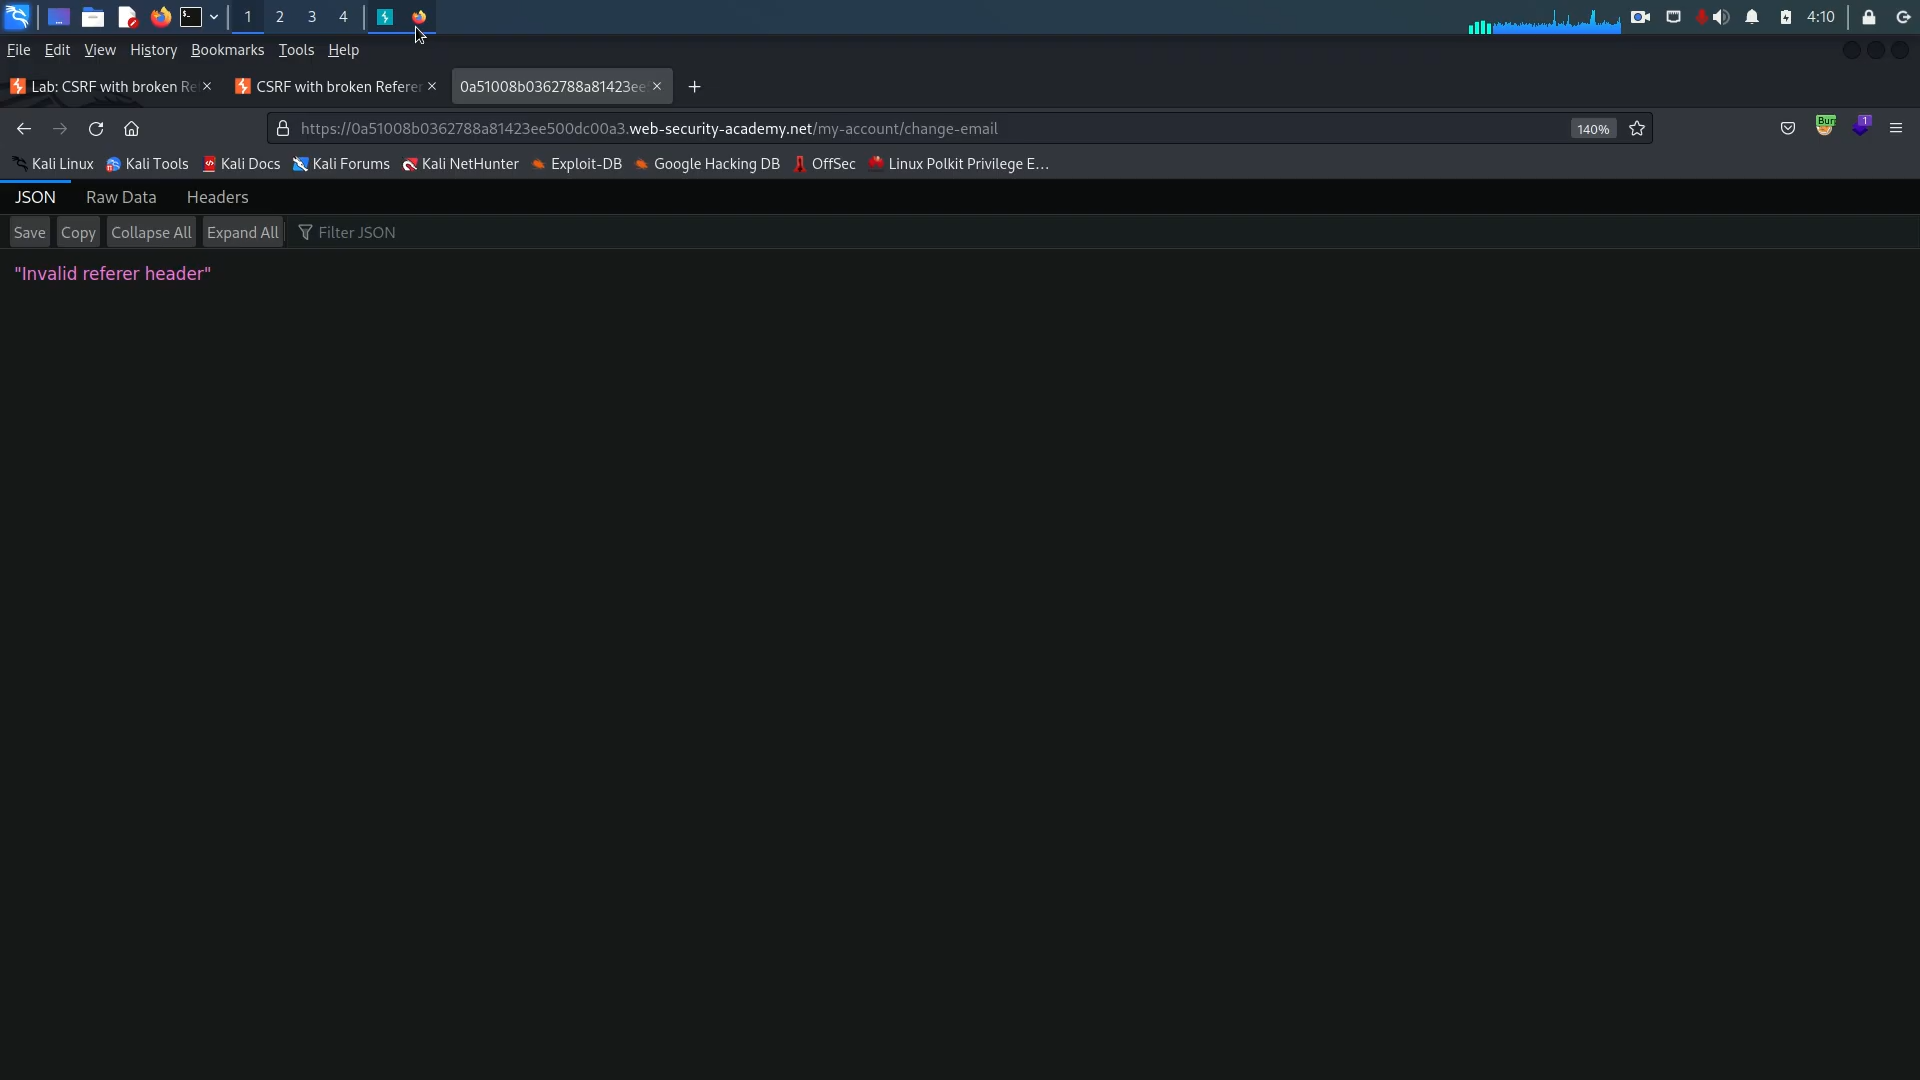 1 2 3 4 4:10
File Edit View History Bookmarks Tools Help
Lab: CSRF with broken Re CSRF with broken Referer 0a51008b0362788a81423ee
https://0a51008b0362788a81423ee500dc00a3.web-security-academy.net/my-account/change-email 140% Bur 1
Kali Linux Kali Tools Kali Docs Kali Forums Kali NetHunter Exploit-DB Google Hacking DB OffSec Linux Polkit Privilege E…
JSON Raw Data Headers
Save Copy Collapse All Expand All Filter JSON
"Invalid referer header"